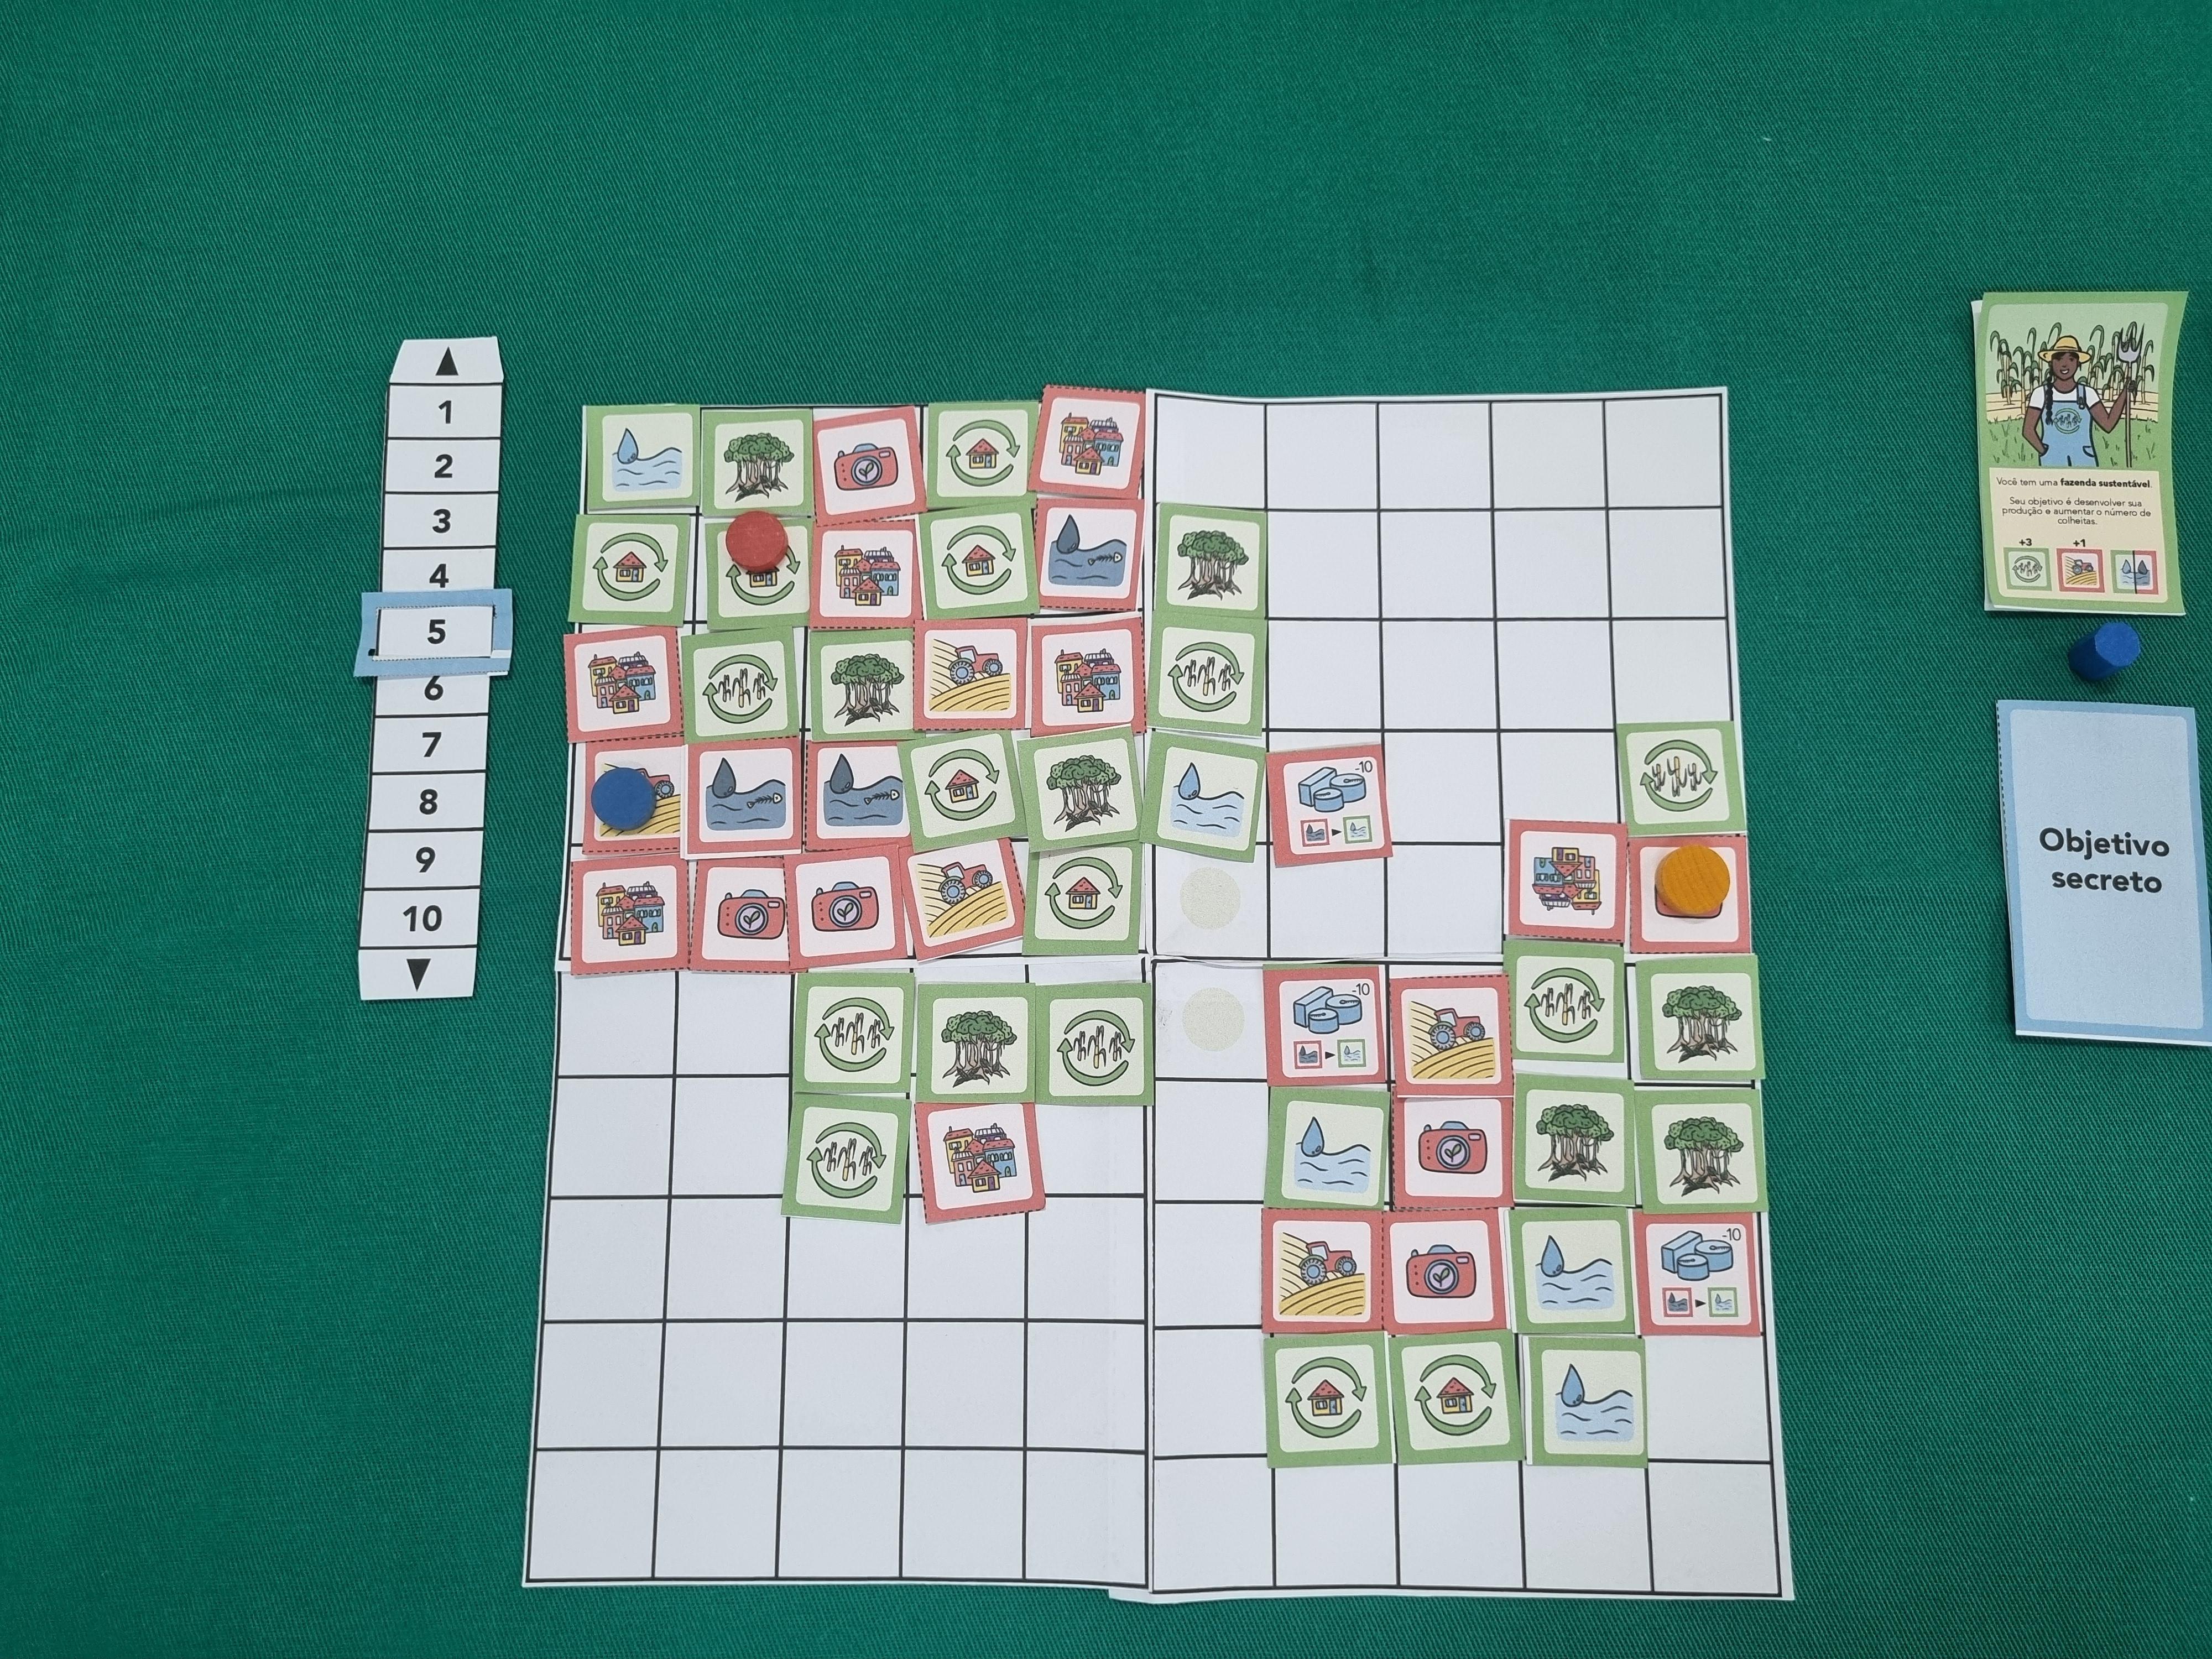 1
2
3
4
5
6
7
8
9
10
-10
-10
-10
Você tem uma fazenda sustentável.
Seu objetivo é desenvolver sua
produção e aumentar o número de
colheitas.
+3 +1
Objetivo
secreto